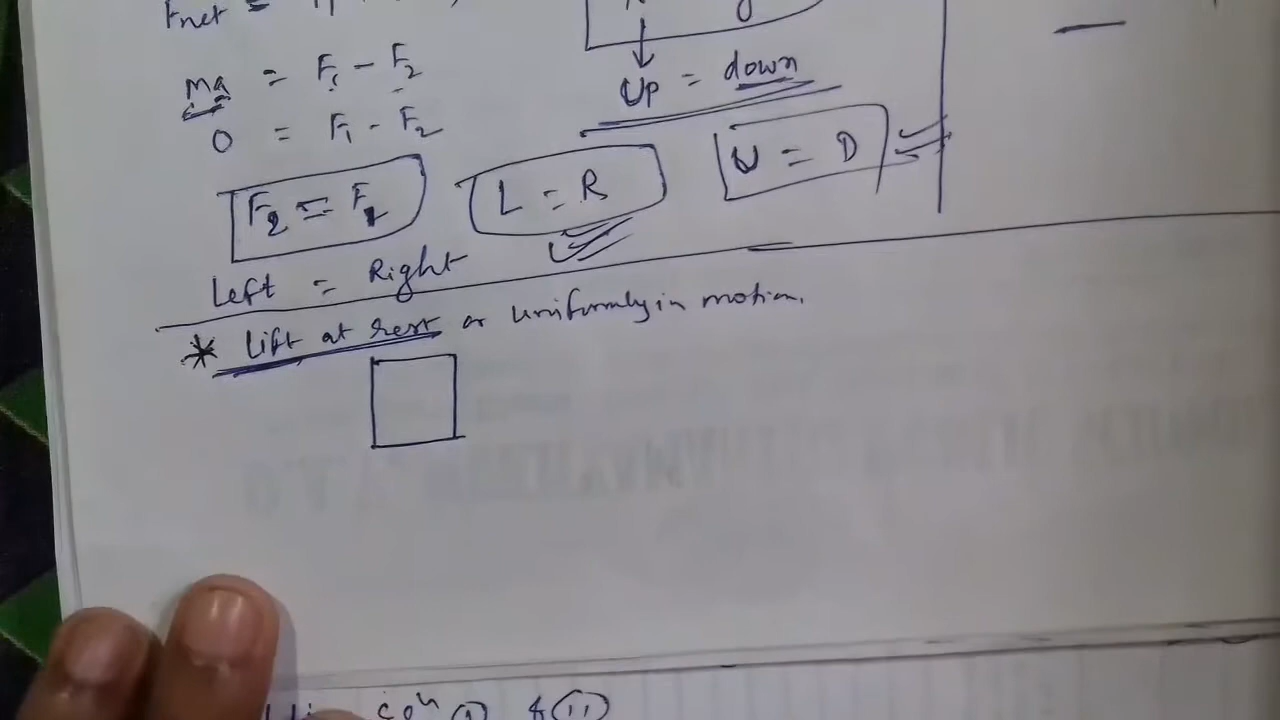 Fnet =
ma = F₁ - F₂
0 = F₁ - F₂
F₂ = F₁
Left = Right
L = R
Up = down
U = D
* Lift at rest or uniformly in motion.